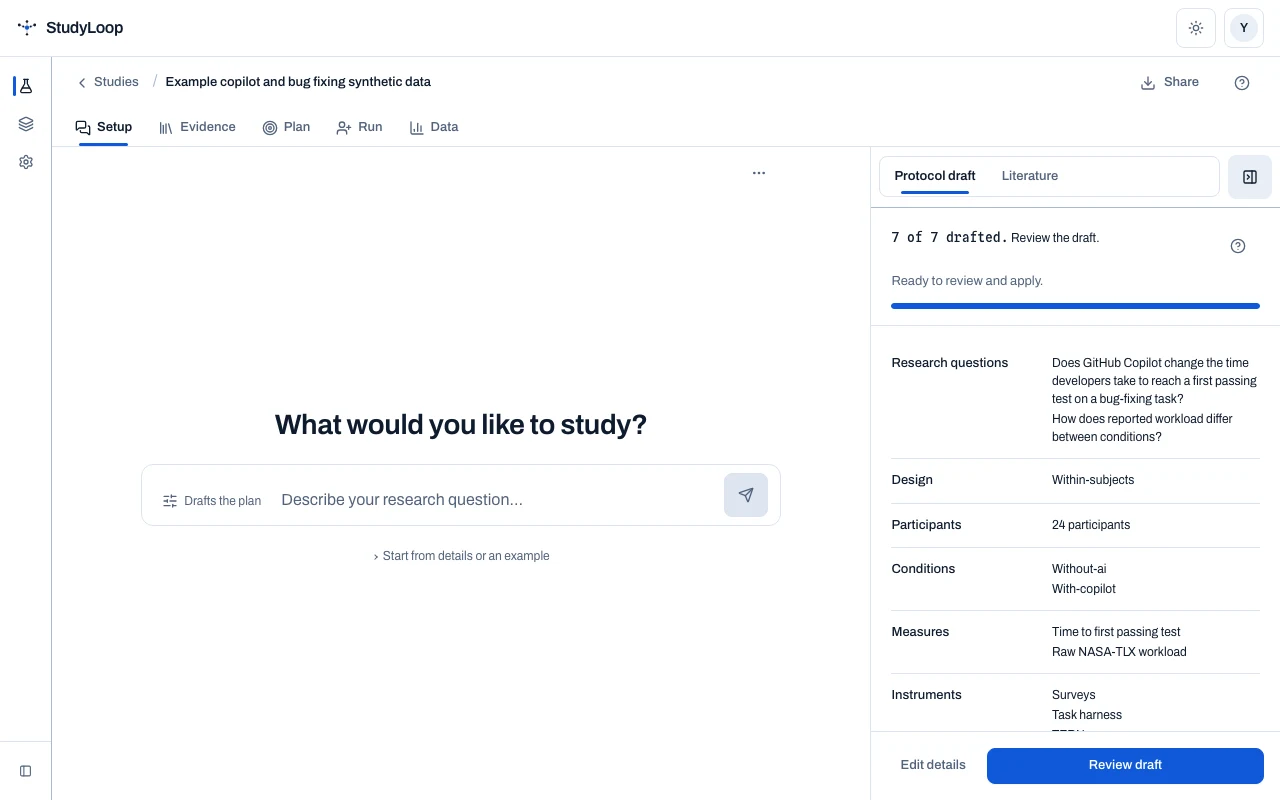 StudyLoop
Y
Studies / Example copilot and bug fixing synthetic data
Share
Setup
Evidence
Plan
Run
Data
Protocol draft
Literature
7 of 7 drafted. Review the draft.
Ready to review and apply.
What would you like to study?
Drafts the plan
Describe your research question...
› Start from details or an example
Research questions
Does GitHub Copilot change the time
developers take to reach a first passing
test on a bug-fixing task?
How does reported workload differ
between conditions?
Design
Within-subjects
Participants
24 participants
Conditions
Without-ai
With-copilot
Measures
Time to first passing test
Raw NASA-TLX workload
Instruments
Surveys
Task harness
Edit details
Review draft